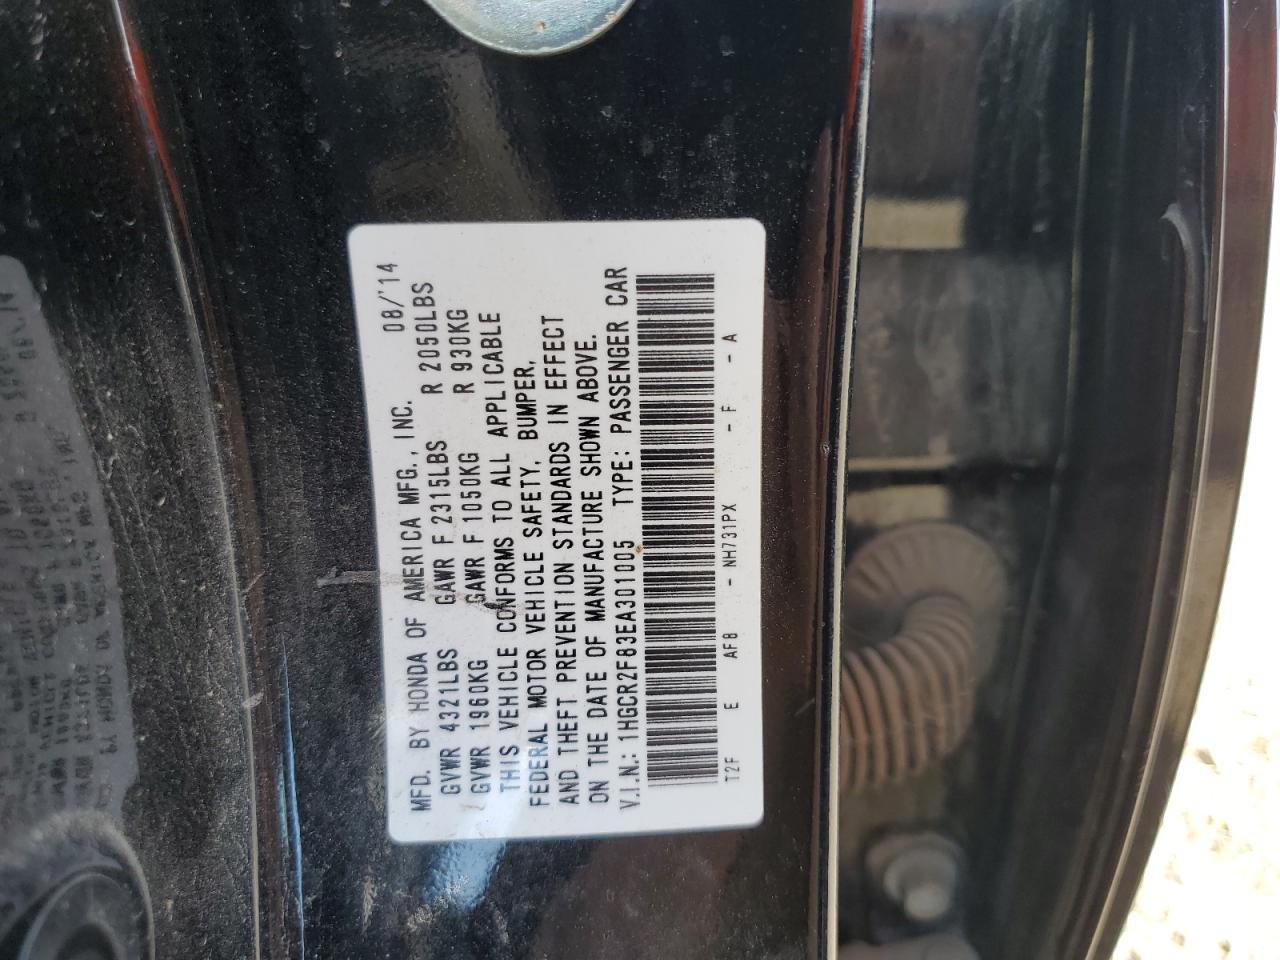 08/'14
MFD. BY HONDA OF AMERICA MFG., INC.
GVWR 4321LBS GAWR F 2315LBS R 2050LBS
GVWR 1960KG GAWR F 1050KG R 930KG
THIS VEHICLE CONFORMS TO ALL APPLICABLE
FEDERAL MOTOR VEHICLE SAFETY, BUMPER,
AND THEFT PREVENTION STANDARDS IN EFFECT
ON THE DATE OF MANUFACTURE SHOWN ABOVE.
V.I.N.: 1HGCR2F83EA301005 TYPE: PASSENGER CAR
T2F E AF8 - NH731PX - F - A